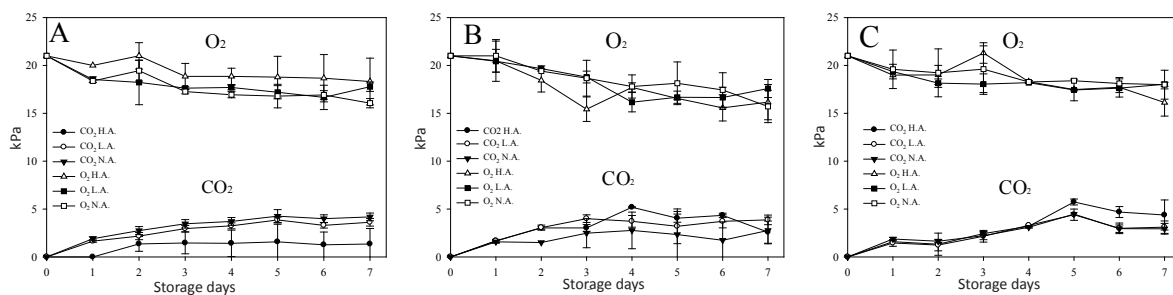 A
O₂
25
20
15
10
5
0
kPa
CO₂ H.A.
CO₂ L.A.
CO₂ N.A.
O₂ H.A.
O₂ L.A.
O₂ N.A.
CO₂
0 1 2 3 4 5 6 7
Storage days
B
O₂
25
20
15
10
5
0
kPa
CO2 H.A.
CO₂ L.A.
CO₂ N.A.
O₂ H.A.
O₂ L.A.
O₂ N.A.
CO₂
0 1 2 3 4 5 6 7
Storage days
C
O₂
25
20
15
10
5
0
kPa
CO₂ H.A.
CO₂ L.A.
CO₂ N.A.
O₂ H.A.
O₂ L.A.
O₂ N.A.
CO₂
0 1 2 3 4 5 6 7
Storage days